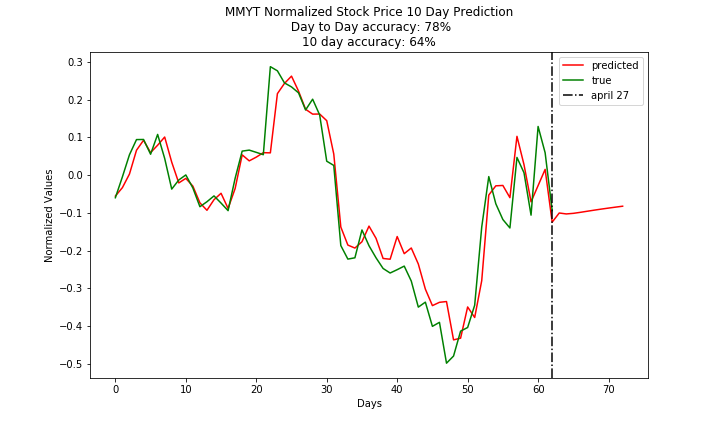 MMYT Normalized Stock Price 10 Day Prediction
Day to Day accuracy: 78%
10 day accuracy: 64%
predicted
true
april 27
0.3
0.2
0.1
0.0
−0.1
−0.2
−0.3
−0.4
−0.5
Normalized Values
0 10 20 30 40 50 60 70
Days